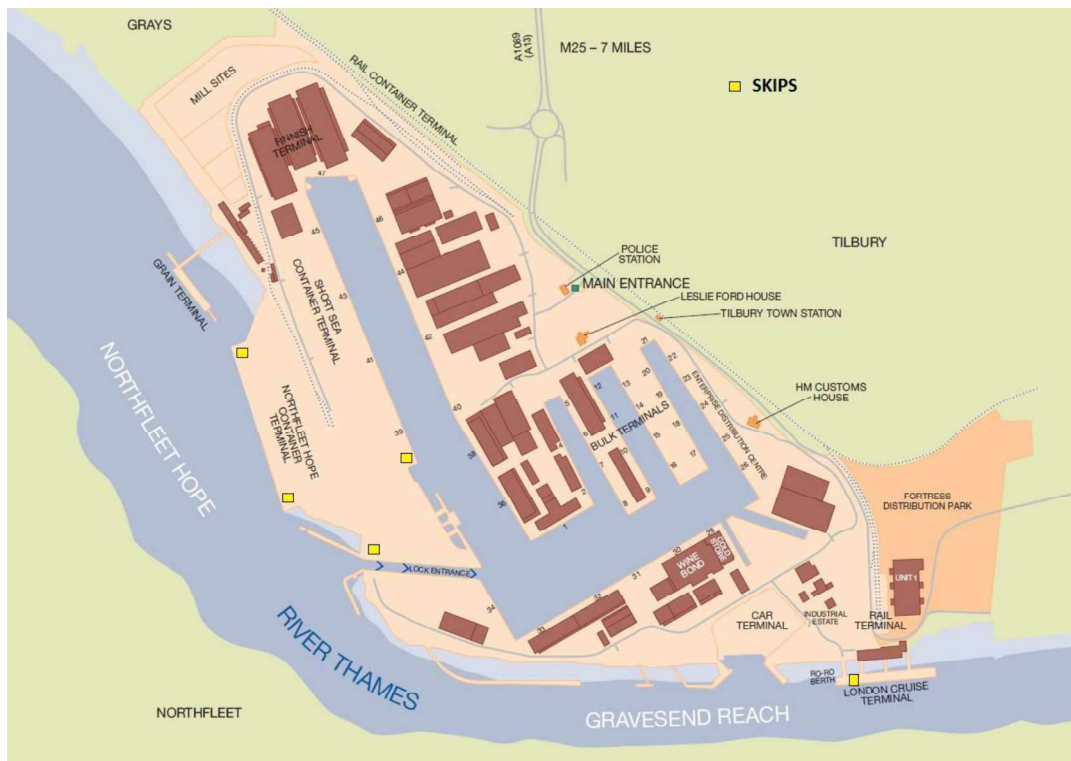 GRAYS
A1089
(A13)
M25 – 7 MILES
SKIPS
MILL SITES
RAIL CONTAINER TERMINAL
FINNISH
TERMINAL
47
46
45
44
43
42
41
40
39
38
36
TILBURY
POLICE
STATION
MAIN ENTRANCE
LESLIE FORD HOUSE
TILBURY TOWN STATION
GRAIN TERMINAL
SHORT SEA
CONTAINER TERMINAL
HM CUSTOMS
HOUSE
NORTHFLEET HOPE
NORTHFLEET HOPE
CONTAINER
TERMINAL
BULK TERMINALS
ENTERPRISE DISTRIBUTION CENTRE
21
22
20
23
19
24
18
25
17
26
12
13
11
14
10
15
9
16
5
4
6
7
2
8
1
FORTRESS
DISTRIBUTION PARK
UNIT 1
LOCK ENTRANCE
29
30
31
32
33
34
COLD
STORE
WINE
BOND
CAR
TERMINAL
INDUSTRIAL
ESTATE
RAIL
TERMINAL
RO-RO
BERTH
LONDON CRUISE
TERMINAL
RIVER THAMES
NORTHFLEET
GRAVESEND REACH